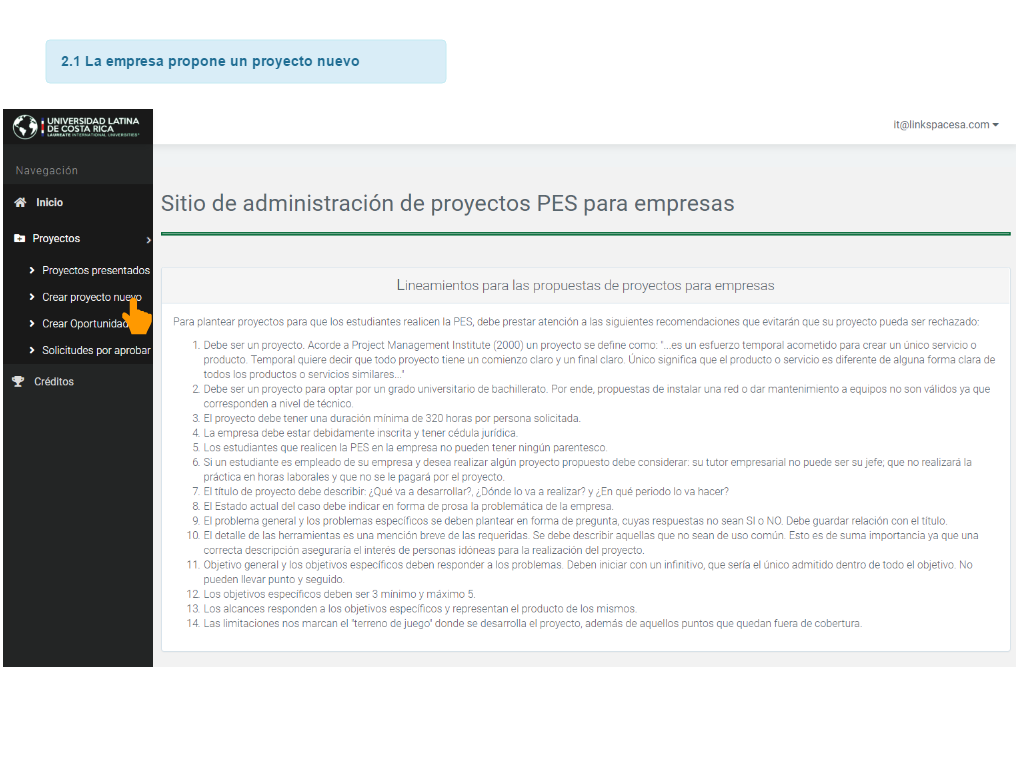 2.1 La empresa propone un proyecto nuevo
UNIVERSIDAD LATINA
DE COSTA RICA
LAUREATE INTERNATIONAL UNIVERSITIES®
it@linkspacesa.com
Navegación
Inicio
Proyectos
Proyectos presentados
Crear proyecto nuevo
Crear Oportunidad
Solicitudes por aprobar
Créditos
Sitio de administración de proyectos PES para empresas
Lineamientos para las propuestas de proyectos para empresas
Para plantear proyectos para que los estudiantes realicen la PES, debe prestar atención a las siguientes recomendaciones que evitarán que su proyecto pueda ser rechazado:
1. Debe ser un proyecto. Acorde a Project Management Institute (2000) un proyecto se define como: "...es un esfuerzo temporal acometido para crear un único servicio o
producto. Temporal quiere decir que todo proyecto tiene un comienzo claro y un final claro. Único significa que el producto o servicio es diferente de alguna forma clara de
todos los productos o servicios similares..."
2. Debe ser un proyecto para optar por un grado universitario de bachillerato. Por ende, propuestas de instalar una red o dar mantenimiento a equipos no son válidos ya que
corresponden a nivel de técnico.
3. El proyecto debe tener una duración mínima de 320 horas por persona solicitada.
4. La empresa debe estar debidamente inscrita y tener cédula jurídica.
5. Los estudiantes que realicen la PES en la empresa no pueden tener ningún parentesco.
6. Si un estudiante es empleado de su empresa y desea realizar algún proyecto propuesto debe considerar: su tutor empresarial no puede ser su jefe; que no realizará la
práctica en horas laborales y que no se le pagará por el proyecto.
7. El título de proyecto debe describir: ¿Qué va a desarrollar?, ¿Dónde lo va a realizar? y ¿En qué periodo lo va hacer?
8. El Estado actual del caso debe indicar en forma de prosa la problemática de la empresa.
9. El problema general y los problemas específicos se deben plantear en forma de pregunta, cuyas respuestas no sean SI o NO. Debe guardar relación con el título.
10. El detalle de las herramientas es una mención breve de las requeridas. Se debe describir aquellas que no sean de uso común. Esto es de suma importancia ya que una
correcta descripción aseguraría el interés de personas idóneas para la realización del proyecto.
11. Objetivo general y los objetivos específicos deben responder a los problemas. Deben iniciar con un infinitivo, que sería el único admitido dentro de todo el objetivo. No
pueden llevar punto y seguido.
12. Los objetivos específicos deben ser 3 mínimo y máximo 5.
13. Los alcances responden a los objetivos específicos y representan el producto de los mismos.
14. Las limitaciones nos marcan el "terreno de juego" donde se desarrolla el proyecto, además de aquellos puntos que quedan fuera de cobertura.